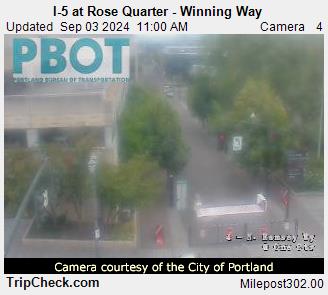 I-5 at Rose Quarter - Winning Way
Updated Sep 03 2024 11:00 AM Camera 4
PBOT
PORTLAND BUREAU OF TRANSPORTATION
Camera courtesy of the City of Portland
TripCheck.com Milepost302.00